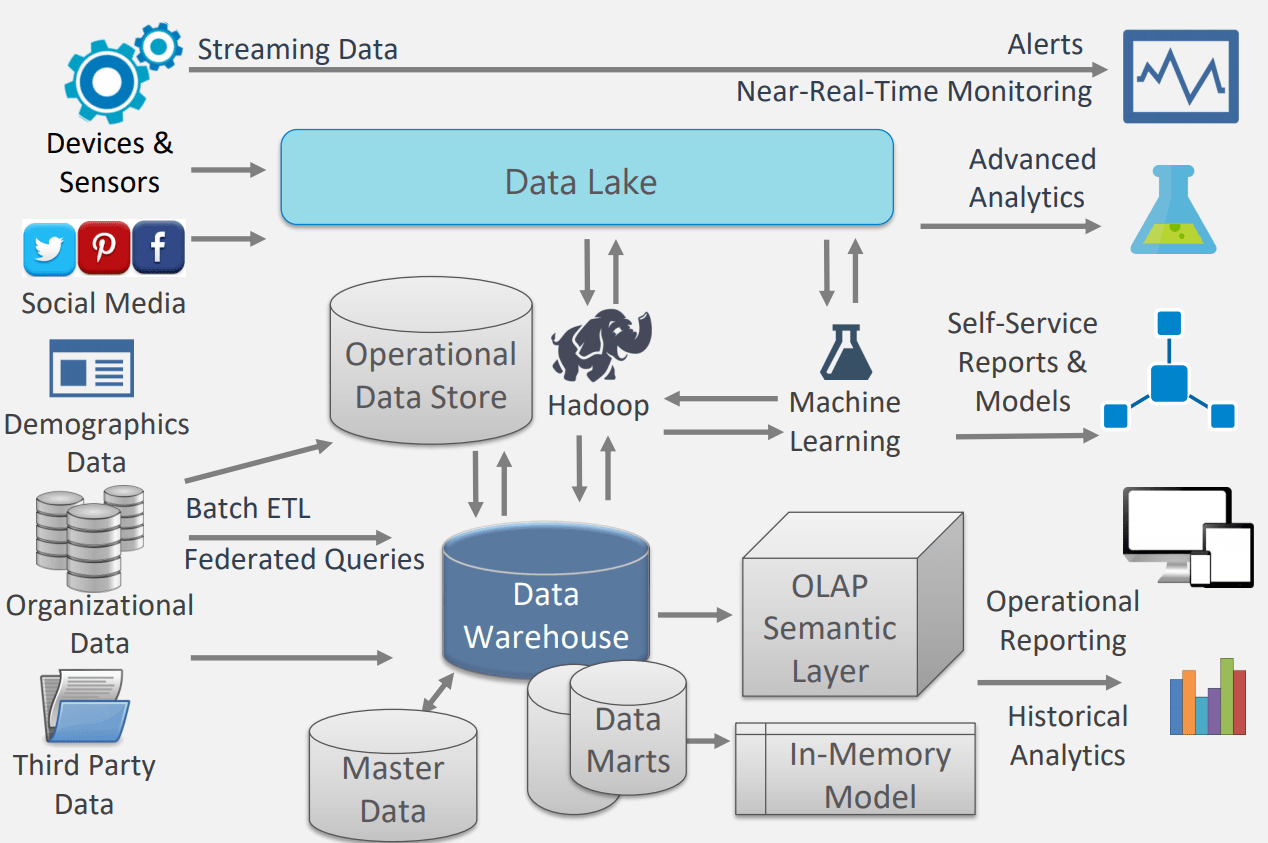 Streaming Data
Alerts
Near-Real-Time Monitoring
Devices &
Sensors
Data Lake
Advanced
Analytics
Social Media
Operational
Data Store
Hadoop
Machine
Learning
Self-Service
Reports &
Models
Demographics
Data
Batch ETL
Federated Queries
Organizational
Data
Data
Warehouse
OLAP
Semantic
Layer
Operational
Reporting
Historical
Analytics
Third Party
Data
Master
Data
Data
Marts
In-Memory
Model